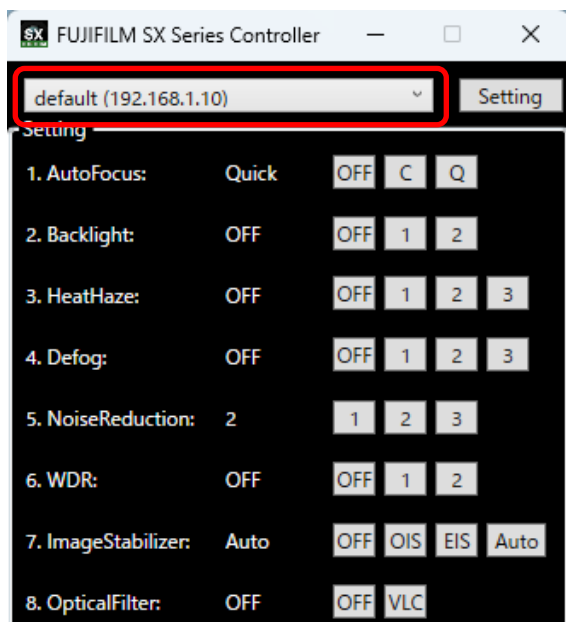 SX FUJIFILM SX Series Controller
default (192.168.1.10) Setting
Setting
1. AutoFocus: Quick OFF C Q
2. Backlight: OFF OFF 1 2
3. HeatHaze: OFF OFF 1 2 3
4. Defog: OFF OFF 1 2 3
5. NoiseReduction: 2 1 2 3
6. WDR: OFF OFF 1 2
7. ImageStabilizer: Auto OFF OIS EIS Auto
8. OpticalFilter: OFF OFF VLC